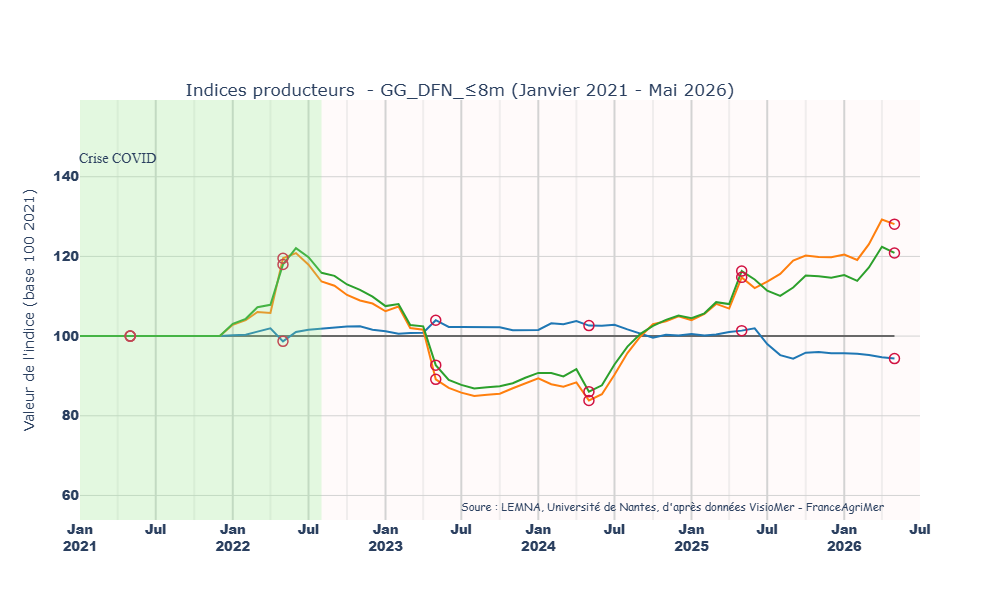 Indices producteurs  - GG_DFN_≤8m (Janvier 2021 - Mai 2026)
Crise COVID
Valeur de l'indice (base 100 2021)
140
120
100
80
60
Soure : LEMNA, Université de Nantes, d'après données VisioMer - FranceAgriMer
Jan Jul Jan Jul Jan Jul Jan Jul Jan Jul Jan Jul
2021 2022 2023 2024 2025 2026